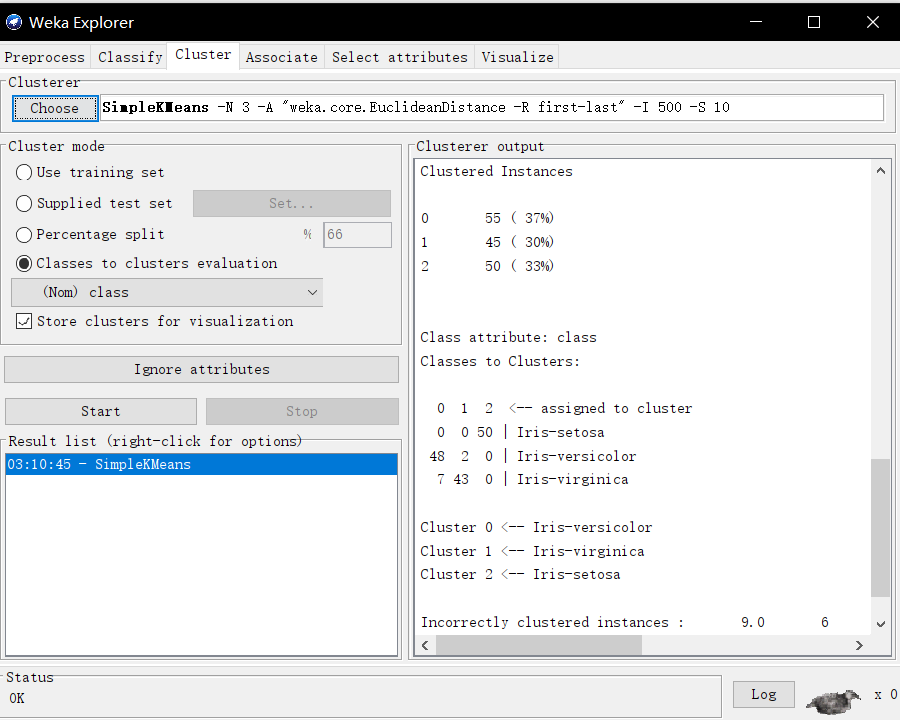 Weka Explorer
Preprocess Classify Cluster Associate Select attributes Visualize
Clusterer
Choose SimpleKMeans -N 3 -A "weka.core.EuclideanDistance -R first-last" -I 500 -S 10
Cluster mode
Use training set
Supplied test set Set...
Percentage split % 66
Classes to clusters evaluation
(Nom) class
Store clusters for visualization
Ignore attributes
Start Stop
Result list (right-click for options)
03:10:45 - SimpleKMeans
Clusterer output
Clustered Instances
0 55 ( 37%)
1 45 ( 30%)
2 50 ( 33%)
Class attribute: class
Classes to Clusters:
0 1 2 <-- assigned to cluster
0 0 50 | Iris-setosa
48 2 0 | Iris-versicolor
7 43 0 | Iris-virginica
Cluster 0 <-- Iris-versicolor
Cluster 1 <-- Iris-virginica
Cluster 2 <-- Iris-setosa
Incorrectly clustered instances : 9.0 6
Status
OK
Log x 0